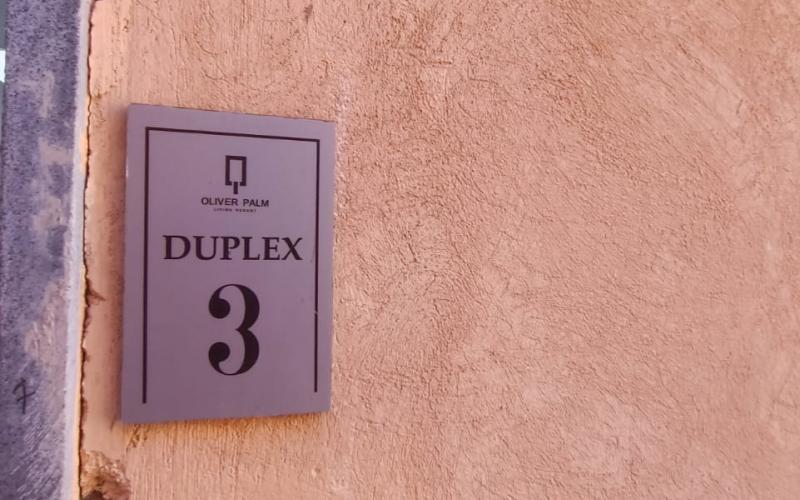 OLIVER PALM
LIVING RESORT
DUPLEX
3